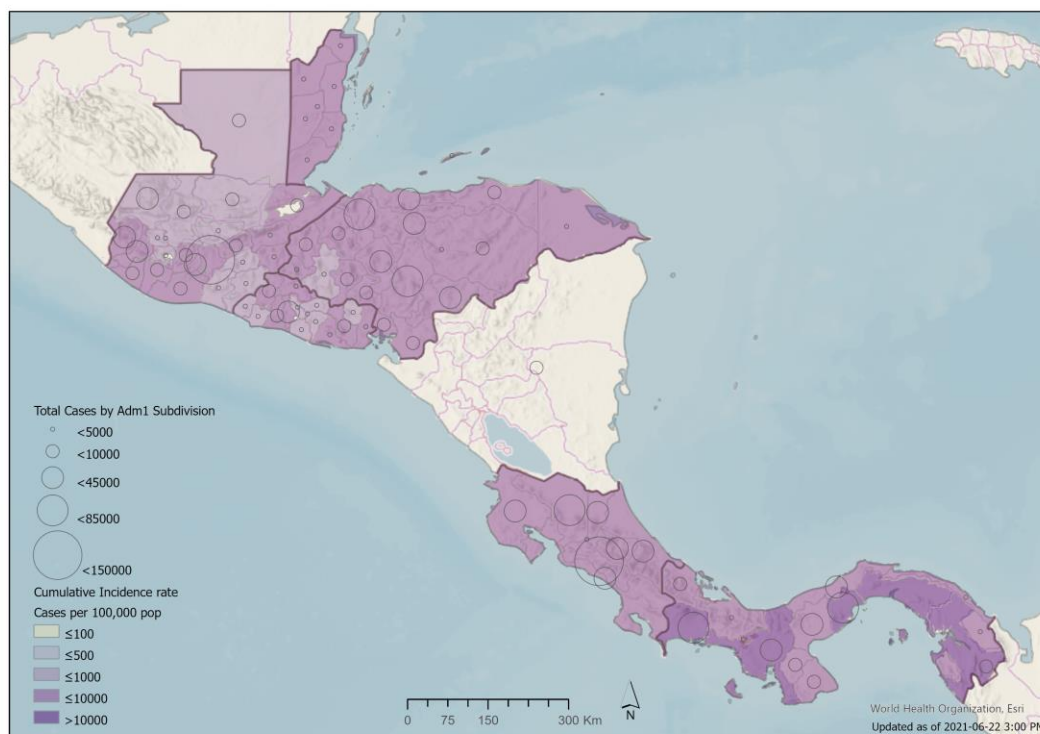 Total Cases by Adm1 Subdivision
<5000
<10000
<45000
<85000
<150000
Cumulative Incidence rate
Cases per 100,000 pop
≤100
≤500
≤1000
≤10000
>10000
0 75 150 300 Km
N
World Health Organization, Esri
Updated as of 2021-06-22 3:00 PM